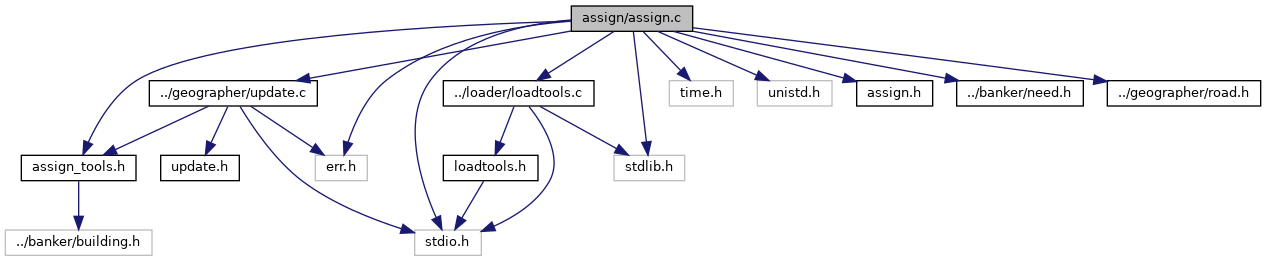 assign/assign.c
../geographer/update.c
../loader/loadtools.c
time.h
unistd.h
assign.h
../banker/need.h
../geographer/road.h
assign_tools.h
update.h
err.h
loadtools.h
stdlib.h
../banker/building.h
stdio.h